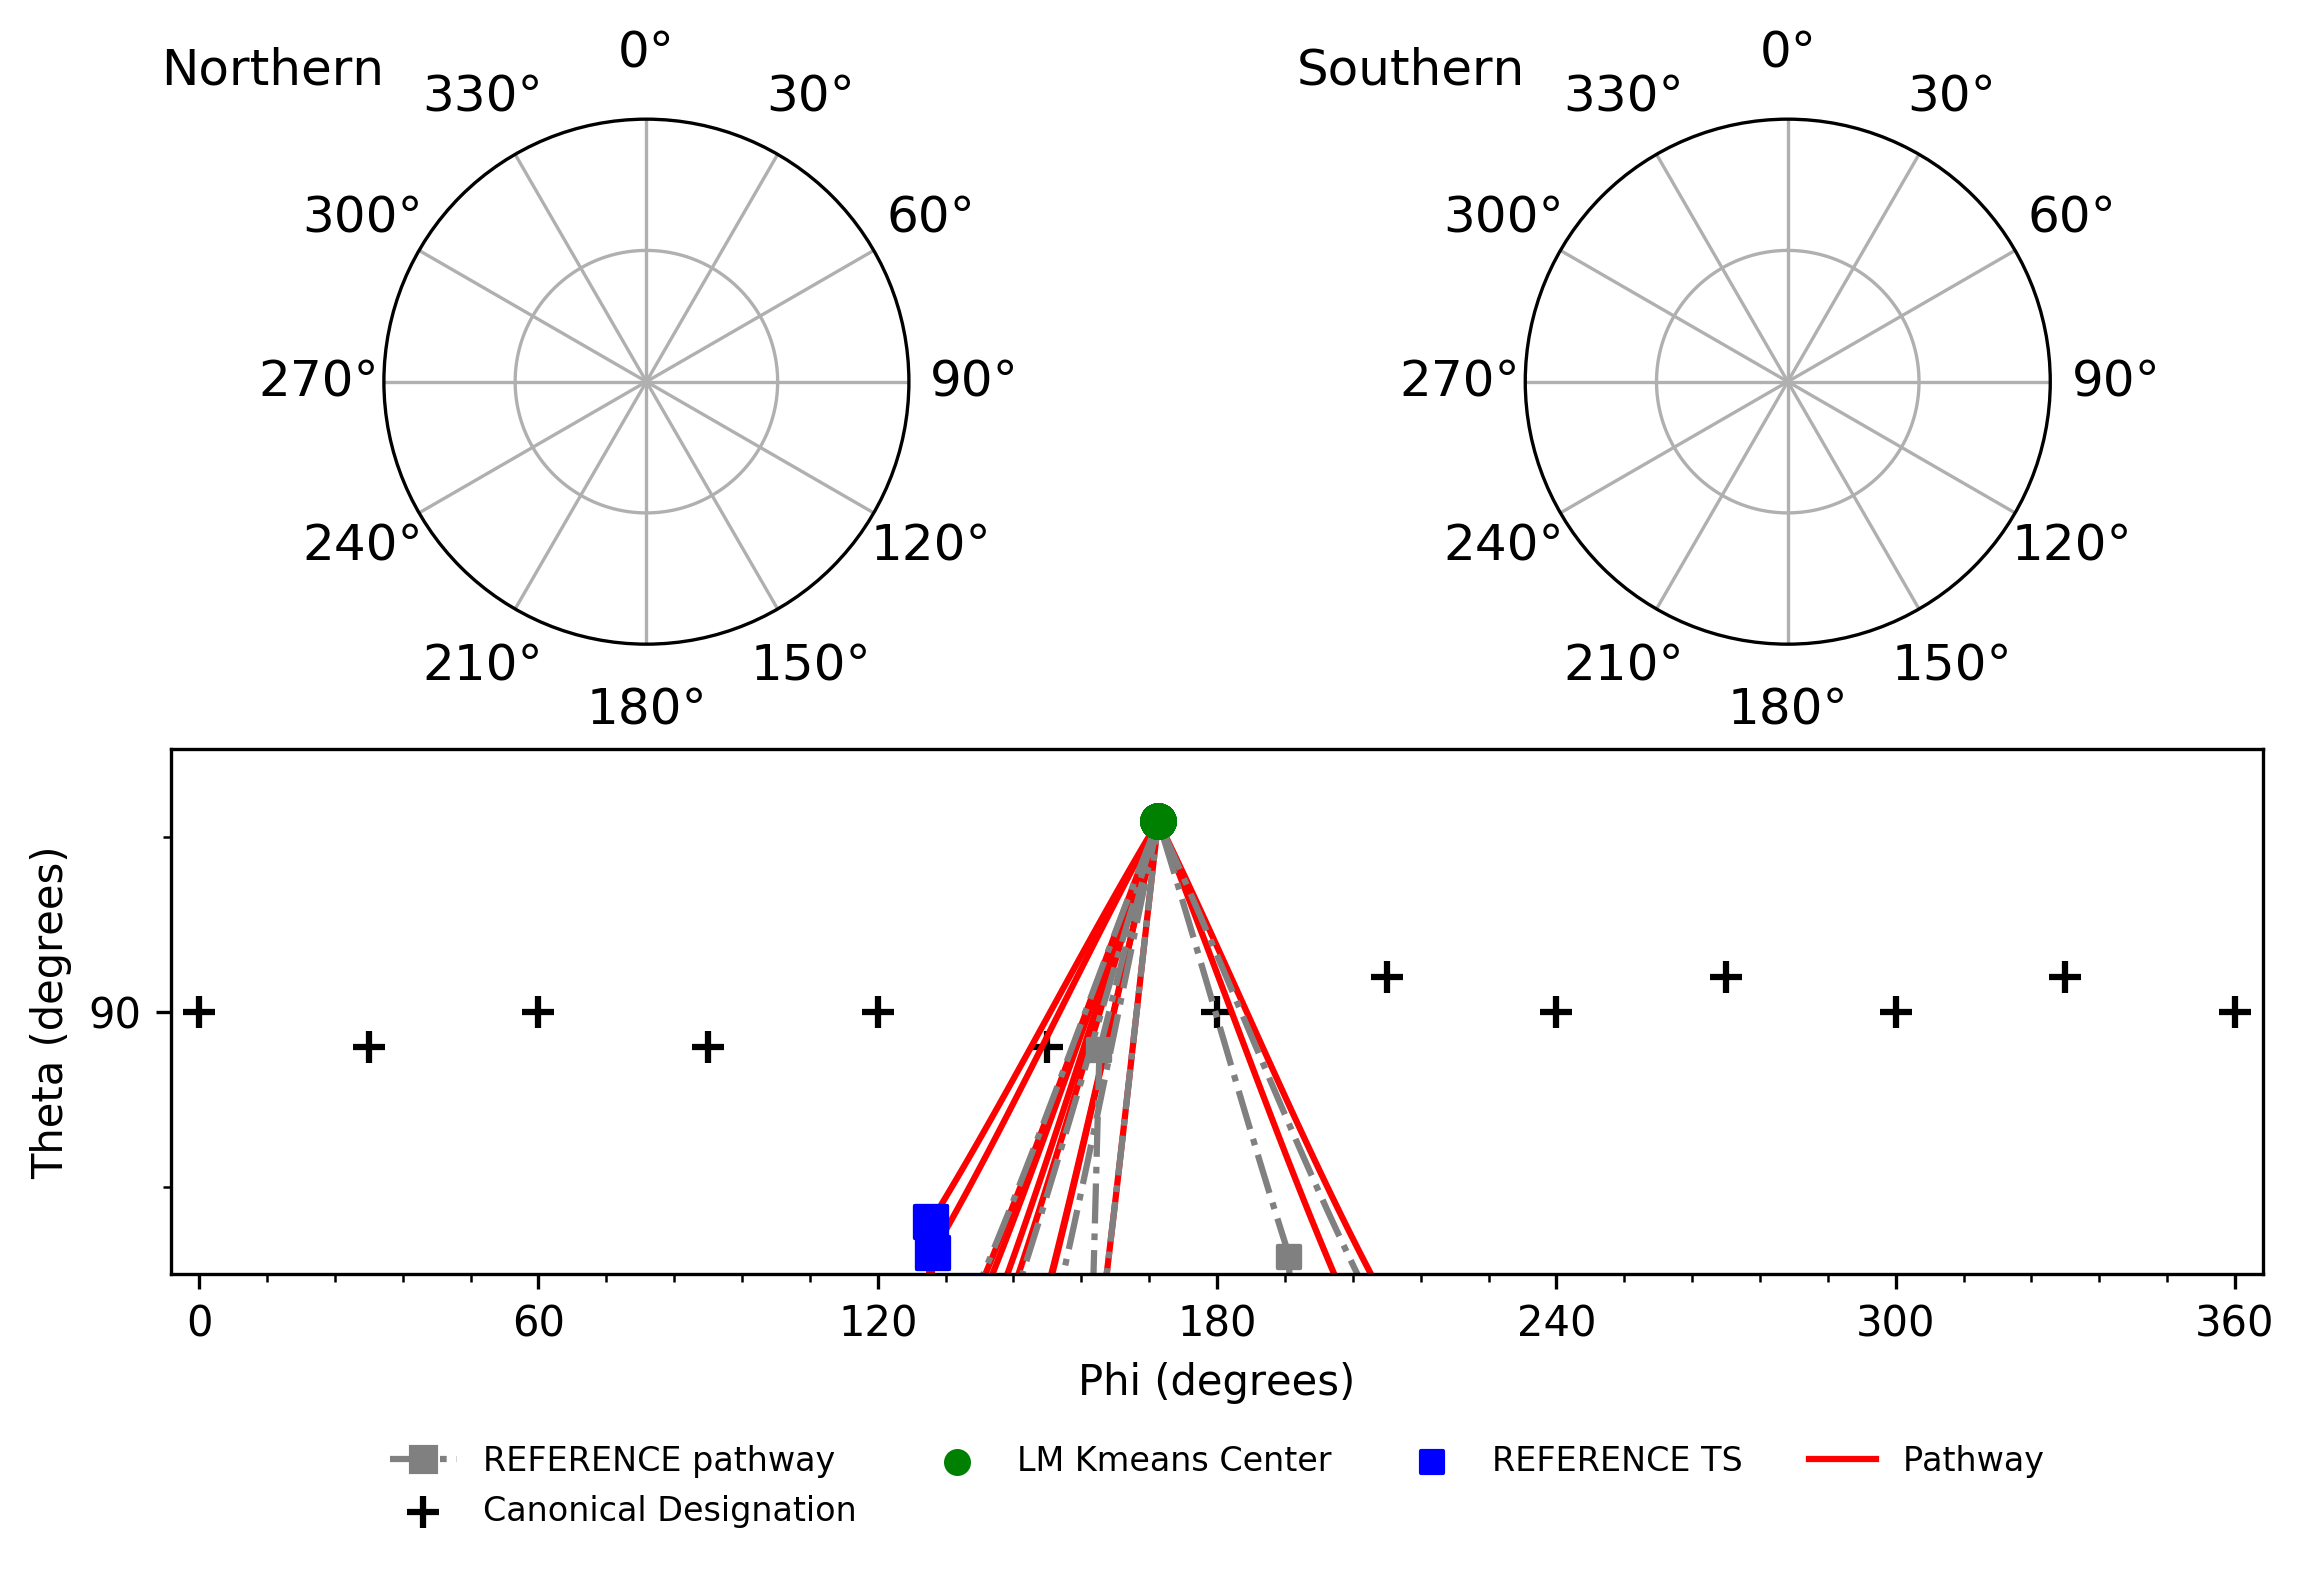 Northern
0°
330°
30°
300°
60°
270°
90°
240°
120°
210°
150°
180°
Southern
0°
330°
30°
300°
60°
270°
90°
240°
120°
210°
150°
180°
Theta (degrees)
90
0 60 120 180 240 300 360
Phi (degrees)
REFERENCE pathway
Canonical Designation
LM Kmeans Center
REFERENCE TS
Pathway